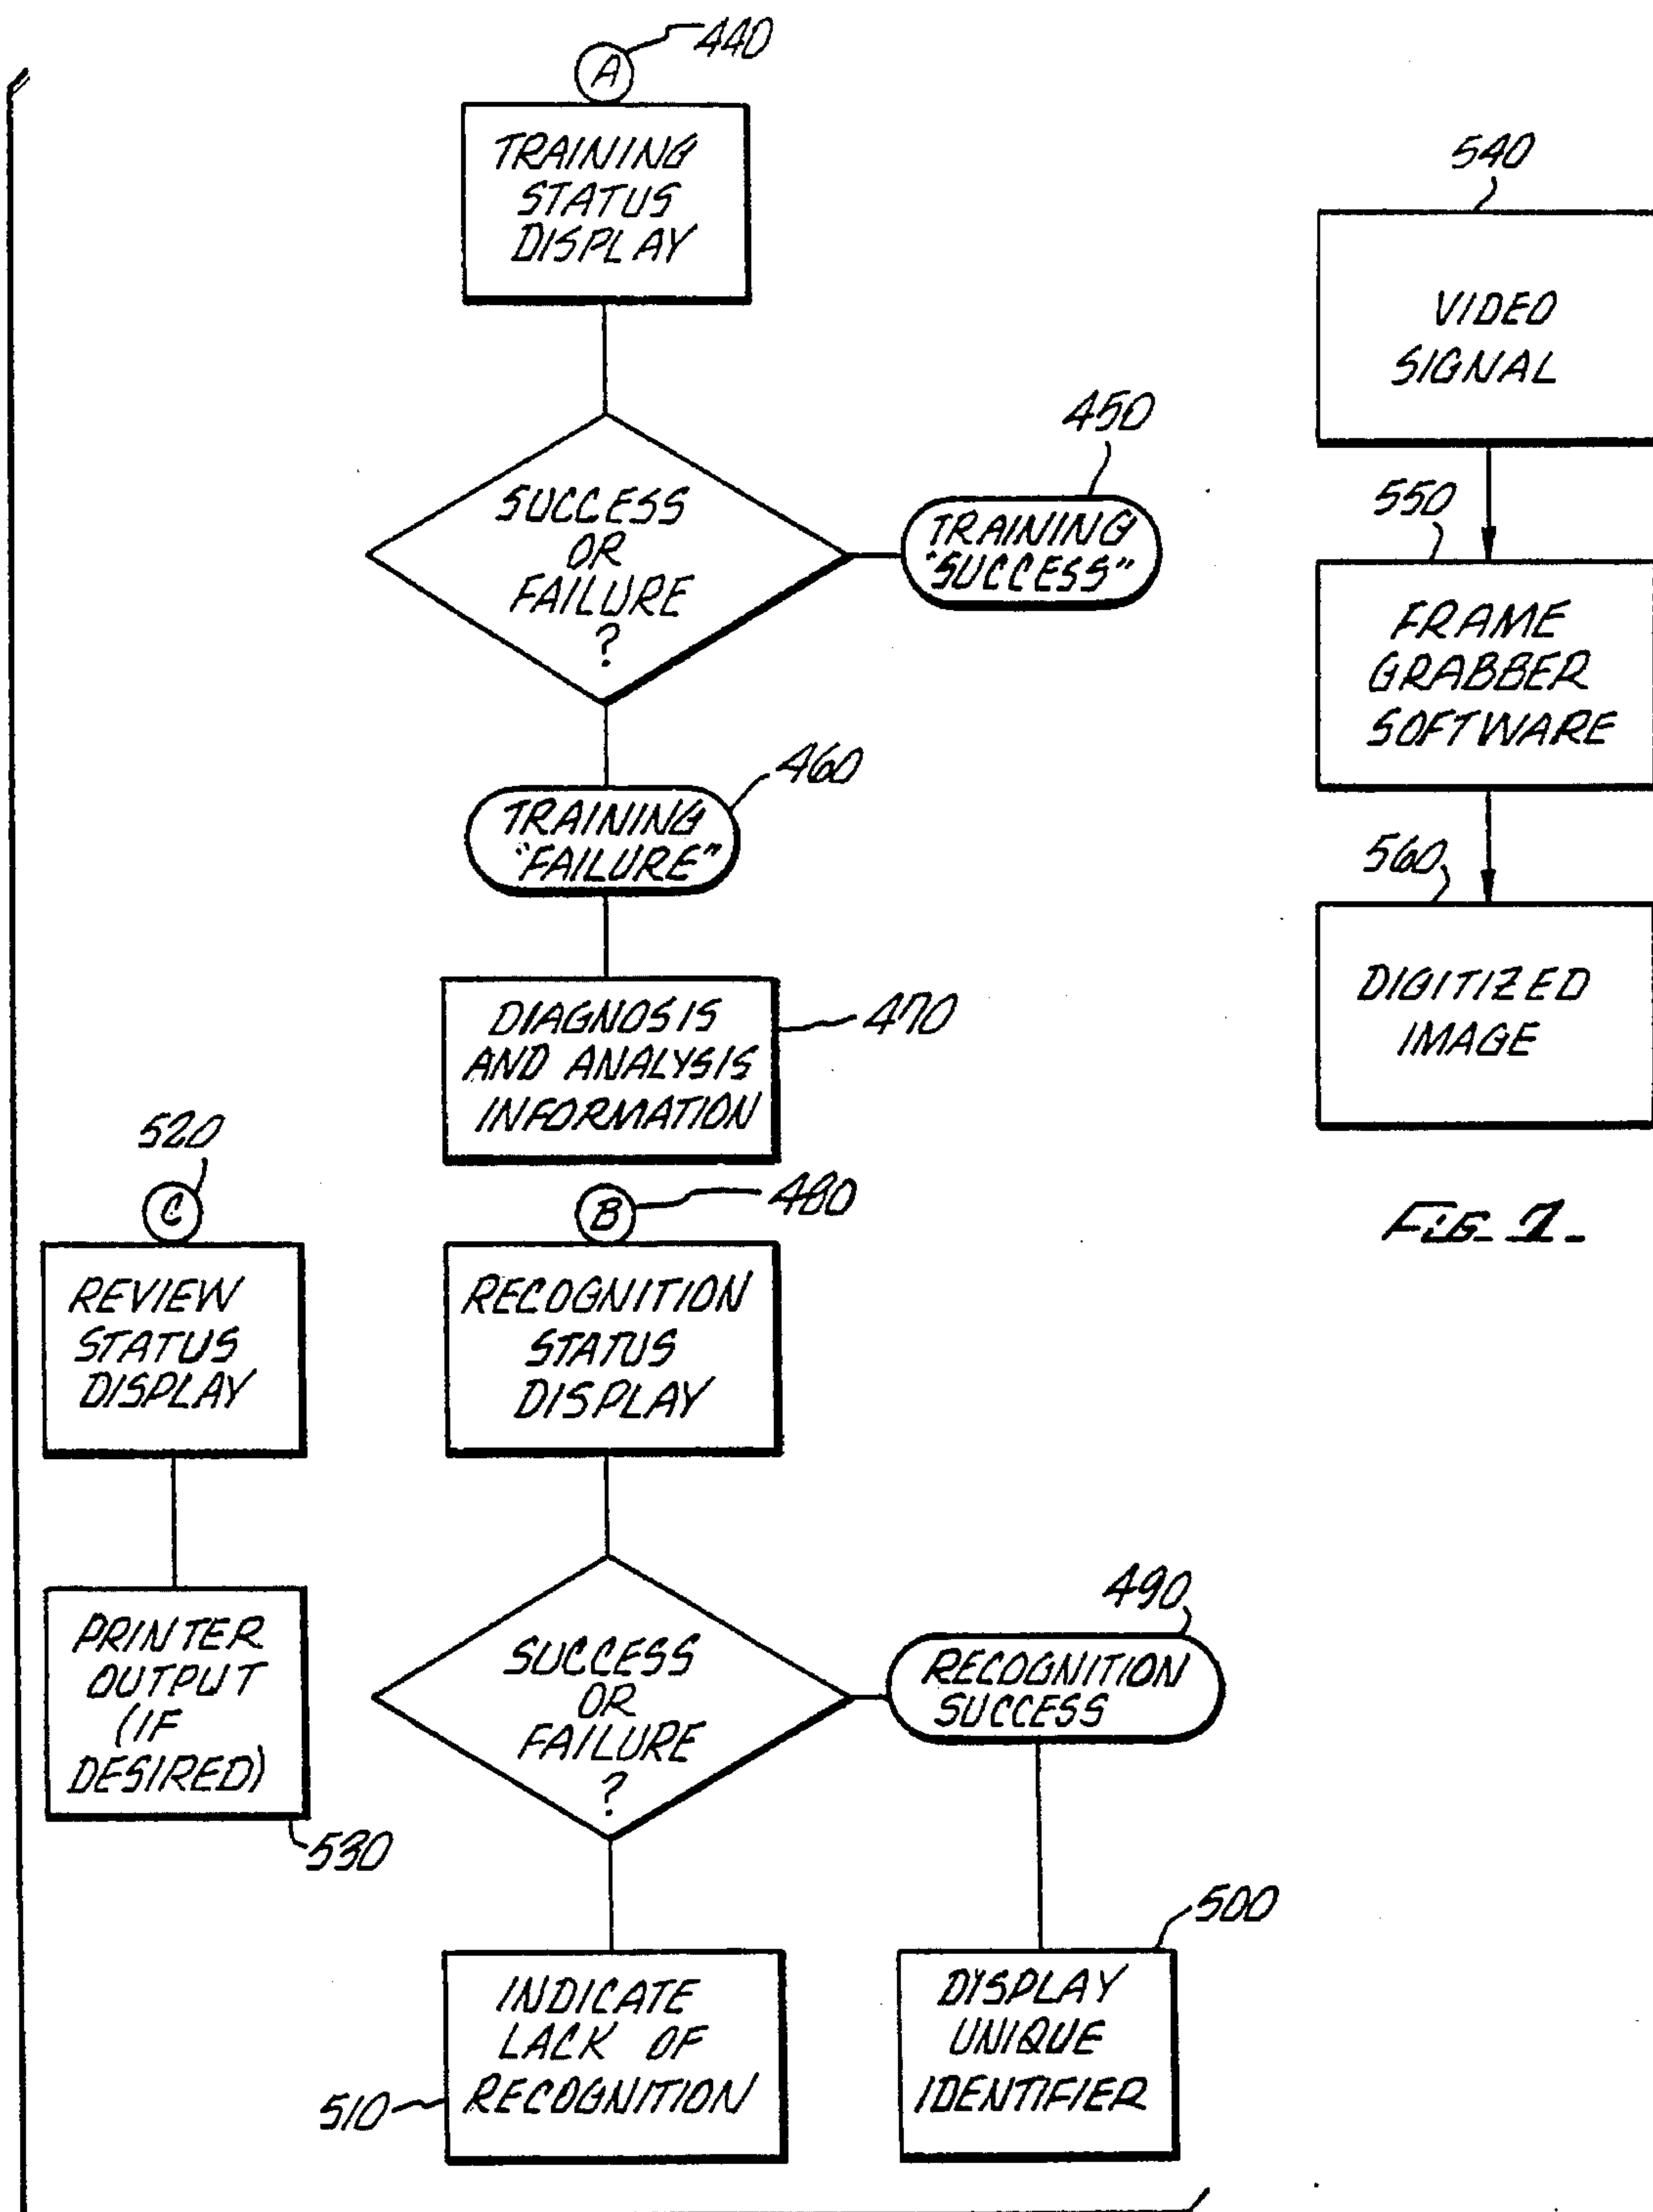 440
A
TRAINING
STATUS
DISPLAY
SUCCESS
OR
FAILURE
?
450
TRAINING
"SUCCESS"
460
TRAINING
"FAILURE"
DIAGNOSIS
AND ANALYSIS
INFORMATION
470
540
VIDEO
SIGNAL
550
FRAME
GRABBER
SOFTWARE
560
DIGITIZED
IMAGE
FIG. 7.
520
C
REVIEW
STATUS
DISPLAY
PRINTER
OUTPUT
(IF
DESIRED)
530
480
B
RECOGNITION
STATUS
DISPLAY
SUCCESS
OR
FAILURE
?
490
RECOGNITION
SUCCESS
500
DISPLAY
UNIQUE
IDENTIFIER
INDICATE
LACK OF
RECOGNITION
510